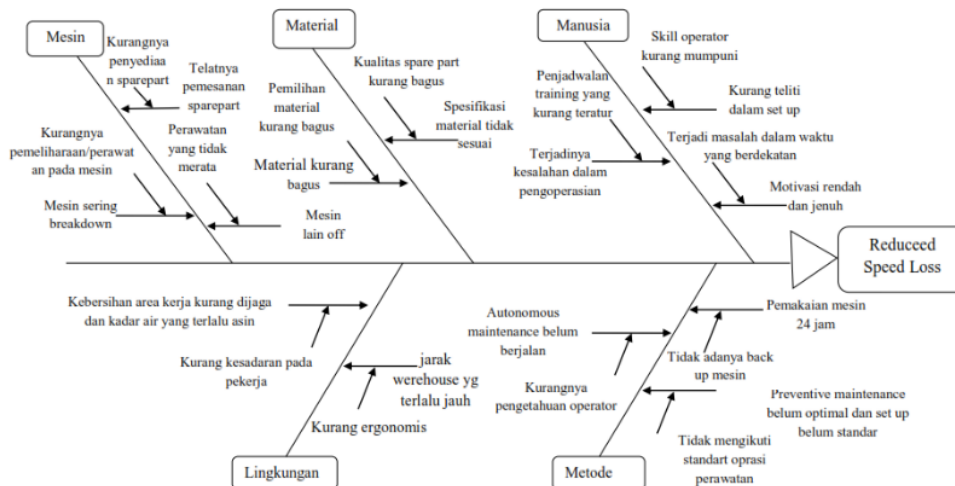 Mesin
Kurangnya
penyediaa
n sparepart
Telatnya
pemesanan
sparepart
Kurangnya
pemeliharaan/perawat
an pada mesin
Perawatan
yang tidak
merata
Mesin sering
breakdown
Mesin
lain off
Material
Kualitas spare part
kurang bagus
Pemilihan
material
kurang bagus
Spesifikasi
material tidak
sesuai
Material kurang
bagus
Manusia
Skill operator
kurang mumpuni
Penjadwalan
training yang
kurang teratur
Kurang teliti
dalam set up
Terjadi masalah dalam waktu
yang berdekatan
Terjadinya
kesalahan dalam
pengoperasian
Motivasi rendah
dan jenuh
Reduceed
Speed Loss
Kebersihan area kerja kurang dijaga
dan kadar air yang terlalu asin
Kurang kesadaran pada
pekerja
jarak
werehouse yg
terlalu jauh
Kurang ergonomis
Lingkungan
Autonomous
maintenance belum
berjalan
Pemakaian mesin
24 jam
Tidak adanya back
up mesin
Kurangnya
pengetahuan operator
Preventive maintenance
belum optimal dan set up
belum standar
Tidak mengikuti
standart oprasi
perawatan
Metode